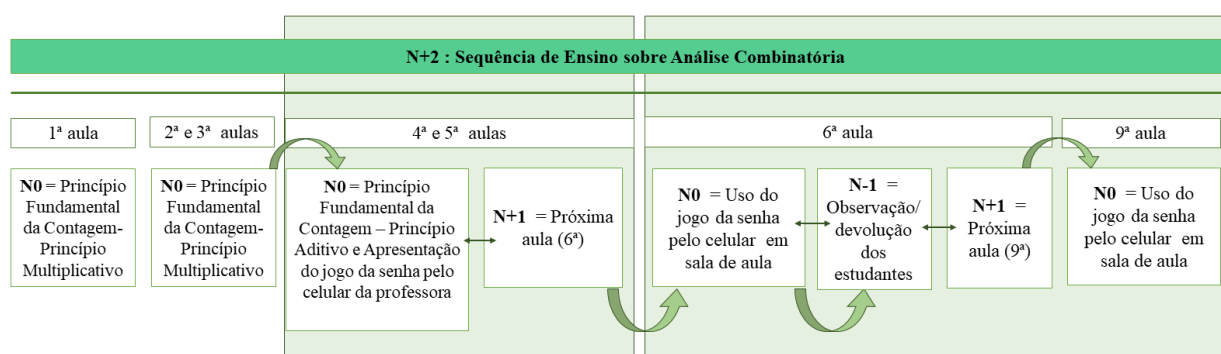 N+2 : Sequência de Ensino sobre Análise Combinatória
1ª aula
2ª e 3ª aulas
4ª e 5ª aulas
6ª aula
9ª aula
N0 = Princípio
Fundamental
da Contagem-
Princípio
Multiplicativo
N0 = Princípio
Fundamental
da Contagem-
Princípio
Multiplicativo
N0 = Princípio
Fundamental da
Contagem – Princípio
Aditivo e Apresentação
do jogo da senha pelo
celular da professora
N+1 = Próxima
aula (6ª)
N0 = Uso do
jogo da senha
pelo celular em
sala de aula
N-1 =
Observação/
devolução
dos
estudantes
N+1 =
Próxima
aula (9ª)
N0 = Uso do
jogo da senha
pelo celular em
sala de aula